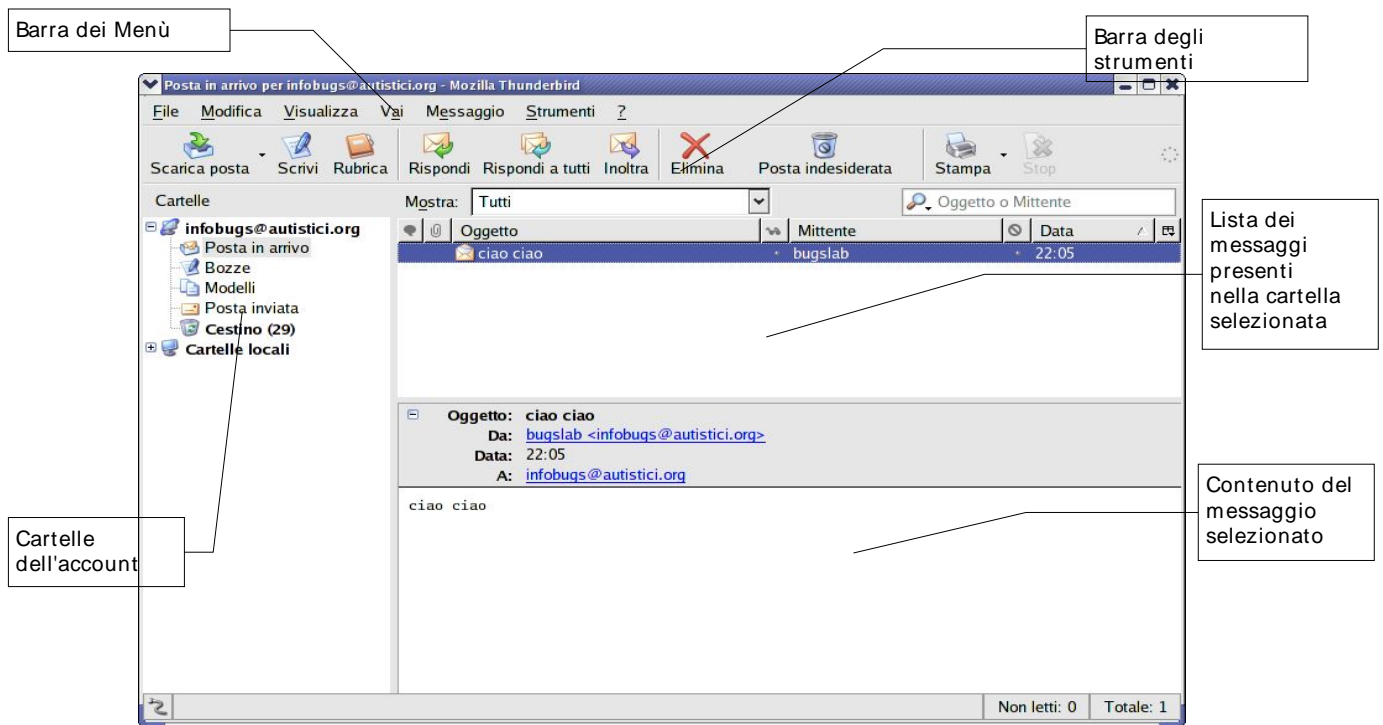 Barra dei Menù
Barra degli
strumenti
Posta in arrivo per infobugs@autistici.org - Mozilla Thunderbird
File Modifica Visualizza Vai Messaggio Strumenti ?
Scarica posta Scrivi Rubrica Rispondi Rispondi a tutti Inoltra Elimina Posta indesiderata Stampa Stop
Cartelle
Mostra: Tutti
Oggetto o Mittente
infobugs@autistici.org
Posta in arrivo
Bozze
Modelli
Posta inviata
Cestino (29)
Cartelle locali
Oggetto Mittente Data
ciao ciao bugslab 22:05
Lista dei
messaggi
presenti
nella cartella
selezionata
Oggetto: ciao ciao
Da: bugslab <infobugs@autistici.org>
Data: 22:05
A: infobugs@autistici.org
ciao ciao
Contenuto del
messaggio
selezionato
Cartelle
dell'account
Non letti: 0 Totale: 1